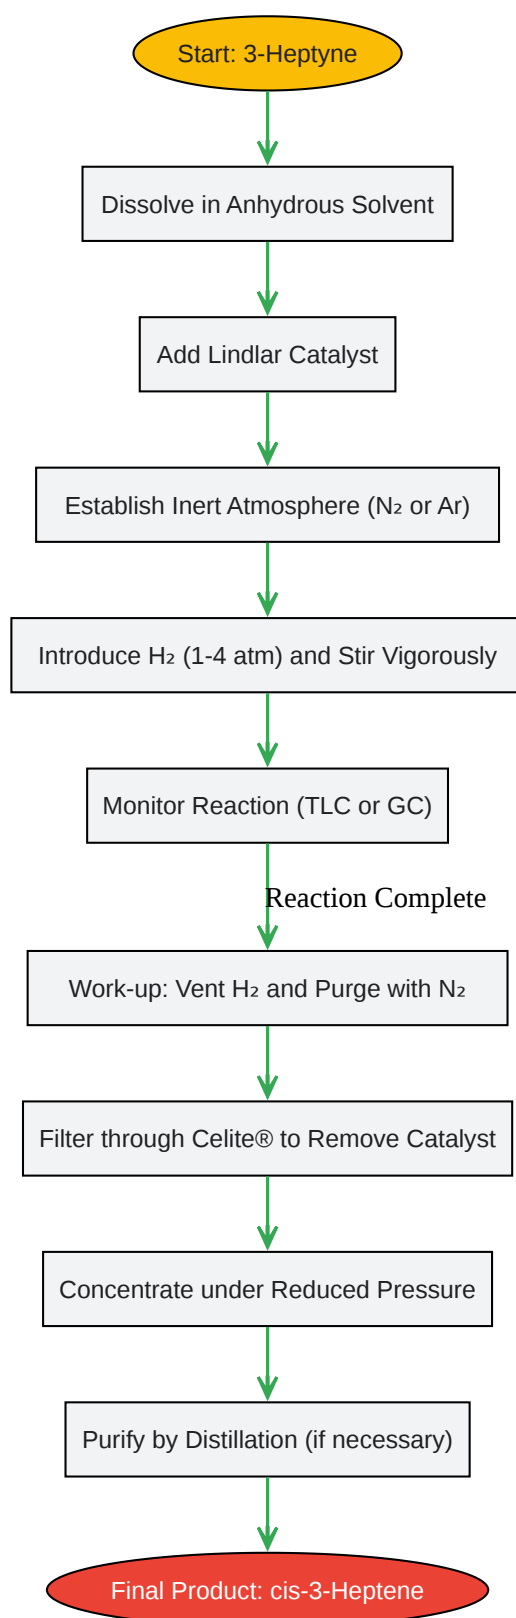 Start: 3-Heptyne
Dissolve in Anhydrous Solvent
Add Lindlar Catalyst
Establish Inert Atmosphere (N₂ or Ar)
Introduce H₂ (1-4 atm) and Stir Vigorously
Monitor Reaction (TLC or GC)
Reaction Complete
Work-up: Vent H₂ and Purge with N₂
Filter through Celite® to Remove Catalyst
Concentrate under Reduced Pressure
Purify by Distillation (if necessary)
Final Product: cis-3-Heptene